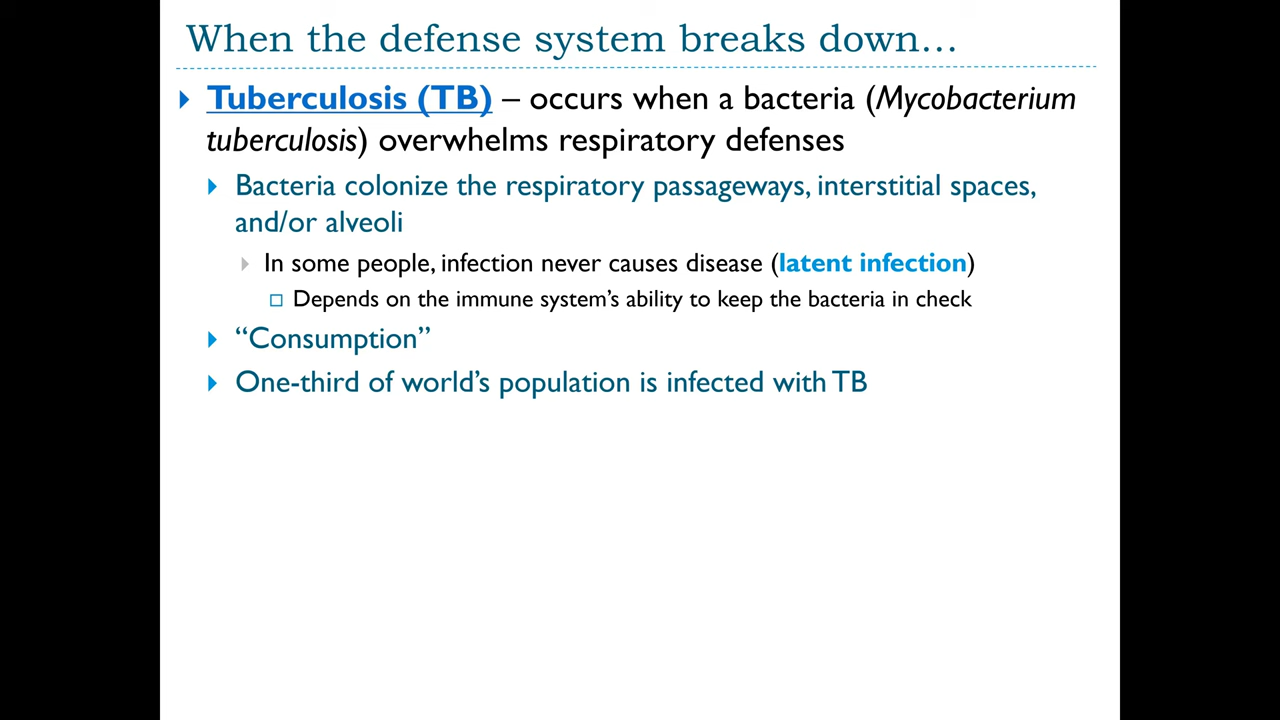 When the defense system breaks down…
Tuberculosis (TB) – occurs when a bacteria (Mycobacterium
tuberculosis) overwhelms respiratory defenses
Bacteria colonize the respiratory passageways, interstitial spaces,
and/or alveoli
In some people, infection never causes disease (latent infection)
Depends on the immune system’s ability to keep the bacteria in check
“Consumption”
One-third of world’s population is infected with TB